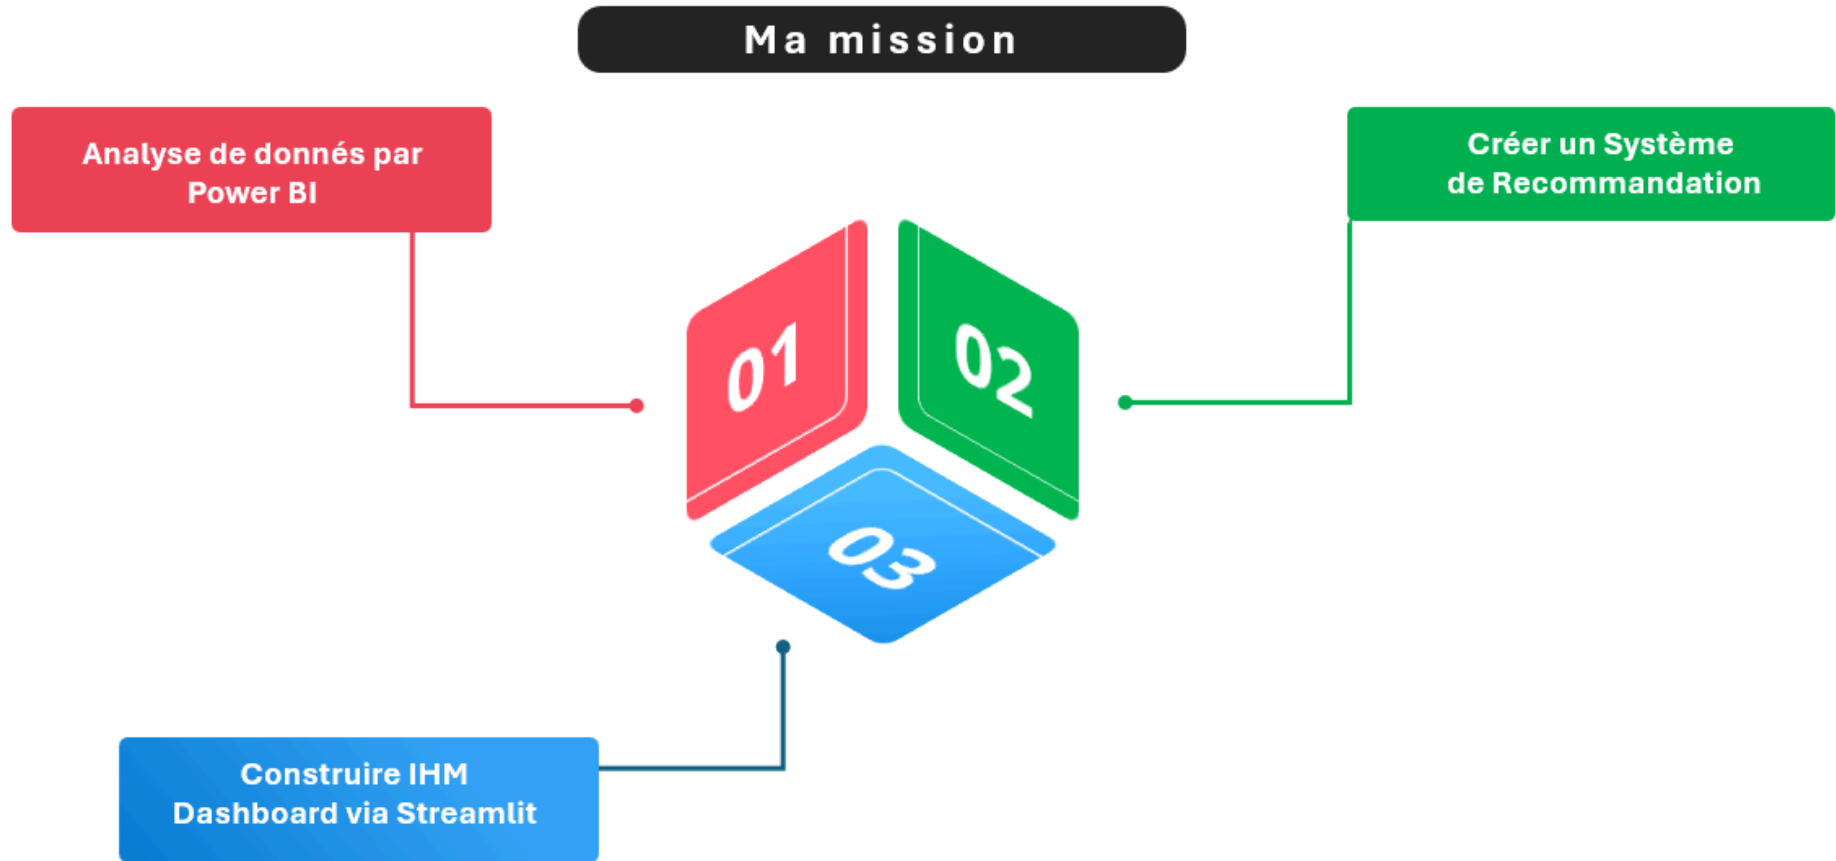 Ma mission
Analyse de donnés par
Power BI
Créer un Système
de Recommandation
01
02
03
Construire IHM
Dashboard via Streamlit